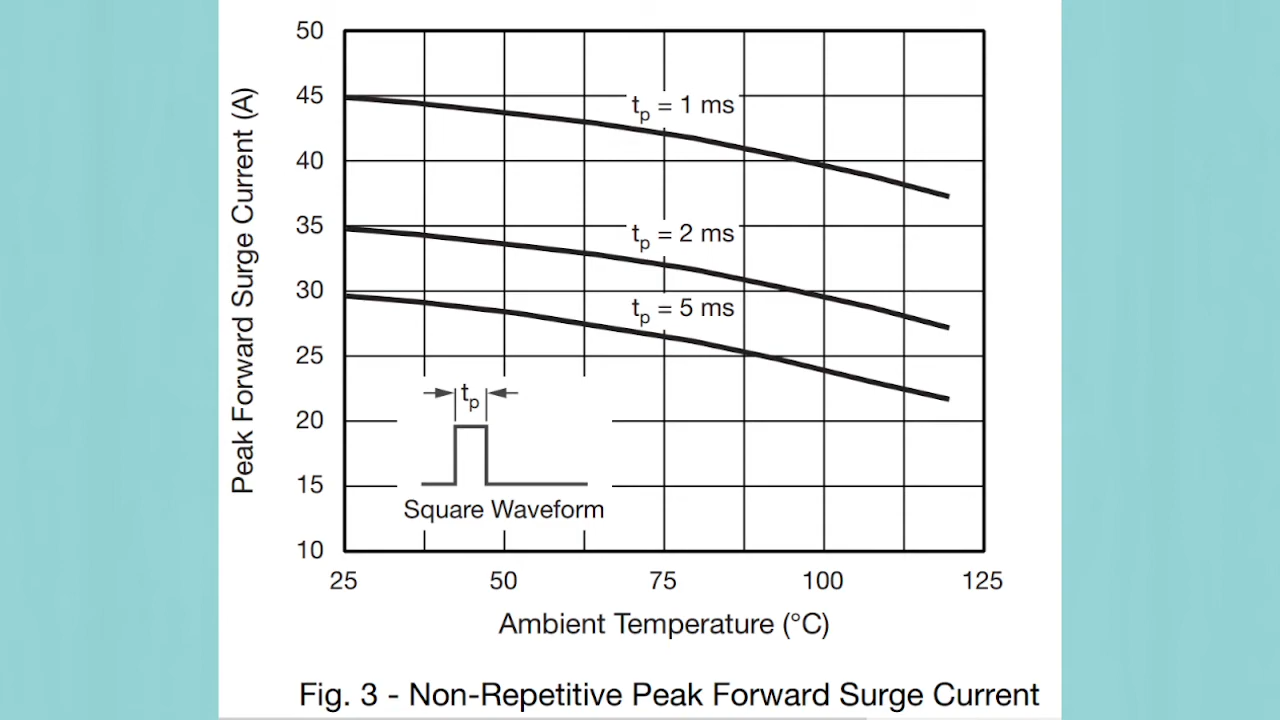 50
45
40
35
30
25
20
15
10
Peak Forward Surge Current (A)
tp = 1 ms
tp = 2 ms
tp = 5 ms
tp
Square Waveform
25 50 75 100 125
Ambient Temperature (°C)
Fig. 3 - Non-Repetitive Peak Forward Surge Current